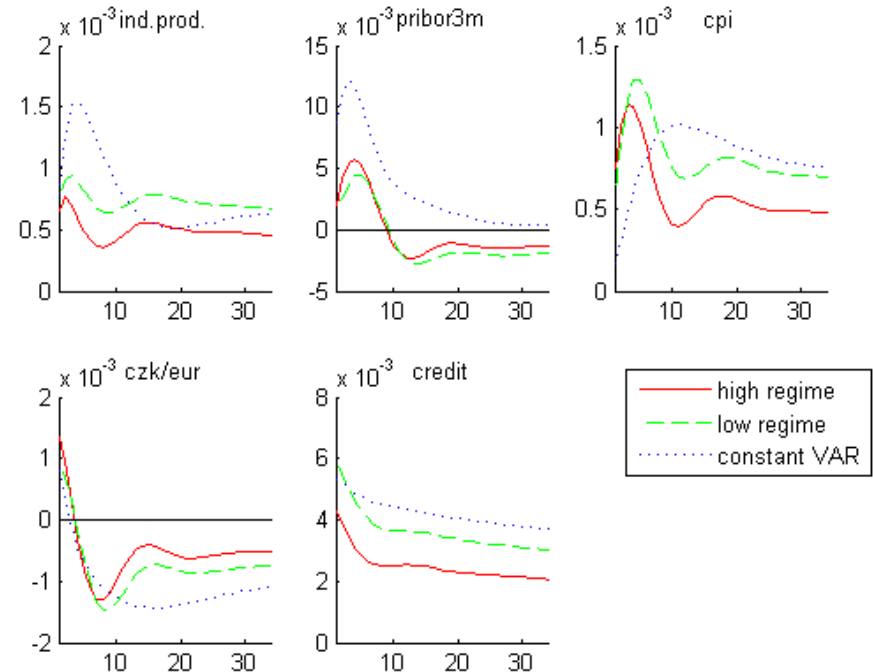 x 10⁻³ ind.prod.
2
1.5
1
0.5
0
10 20 30
x 10⁻³ pribor3m
15
10
5
0
-5
10 20 30
x 10⁻³ cpi
1.5
1
0.5
0
10 20 30
x 10⁻³ czk/eur
2
1
0
-1
-2
10 20 30
x 10⁻³ credit
8
6
4
2
0
10 20 30
high regime
low regime
constant VAR